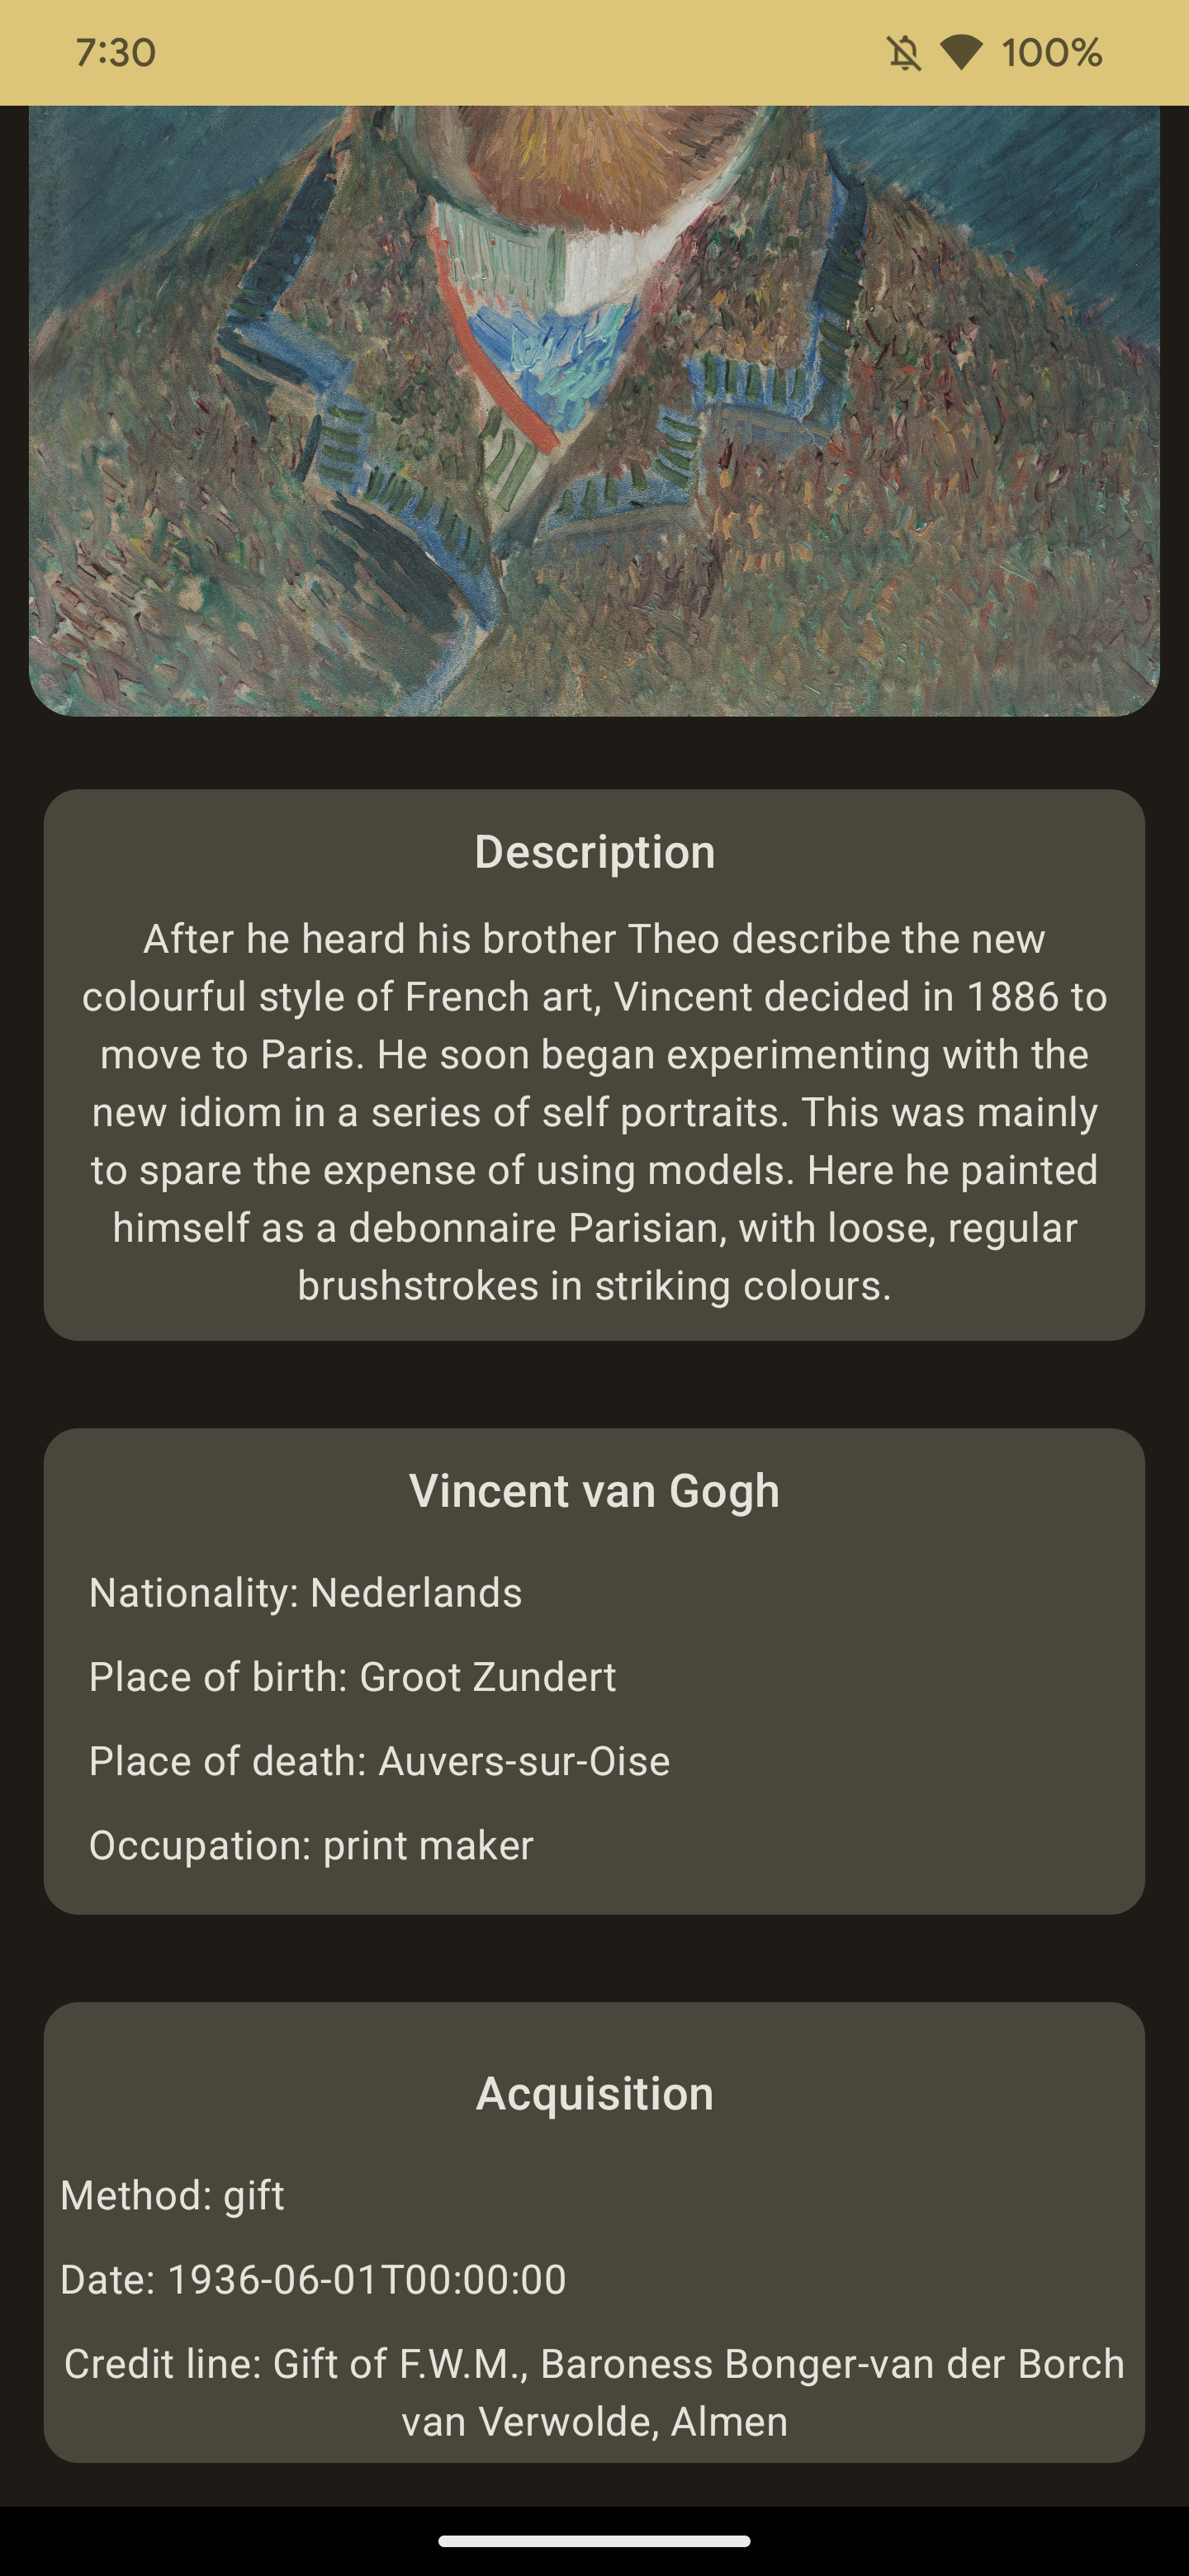 7:30 100%
Description
After he heard his brother Theo describe the new
colourful style of French art, Vincent decided in 1886 to
move to Paris. He soon began experimenting with the
new idiom in a series of self portraits. This was mainly
to spare the expense of using models. Here he painted
himself as a debonnaire Parisian, with loose, regular
brushstrokes in striking colours.
Vincent van Gogh
Nationality: Nederlands
Place of birth: Groot Zundert
Place of death: Auvers-sur-Oise
Occupation: print maker
Acquisition
Method: gift
Date: 1936-06-01T00:00:00
Credit line: Gift of F.W.M., Baroness Bonger-van der Borch
van Verwolde, Almen